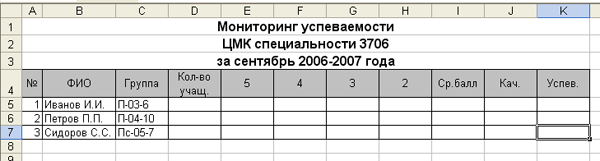 A B C D E F G H I J K
1 Мониторинг успеваемости
2 ЦМК специальности 3706
3 за сентябрь 2006-2007 года
4 № ФИО Группа Кол-во учащ. 5 4 3 2 Ср.балл Кач. Успев.
5 1 Иванов И.И. П-03-6
6 2 Петров П.П. П-04-10
7 3 Сидоров С.С. Пс-05-7